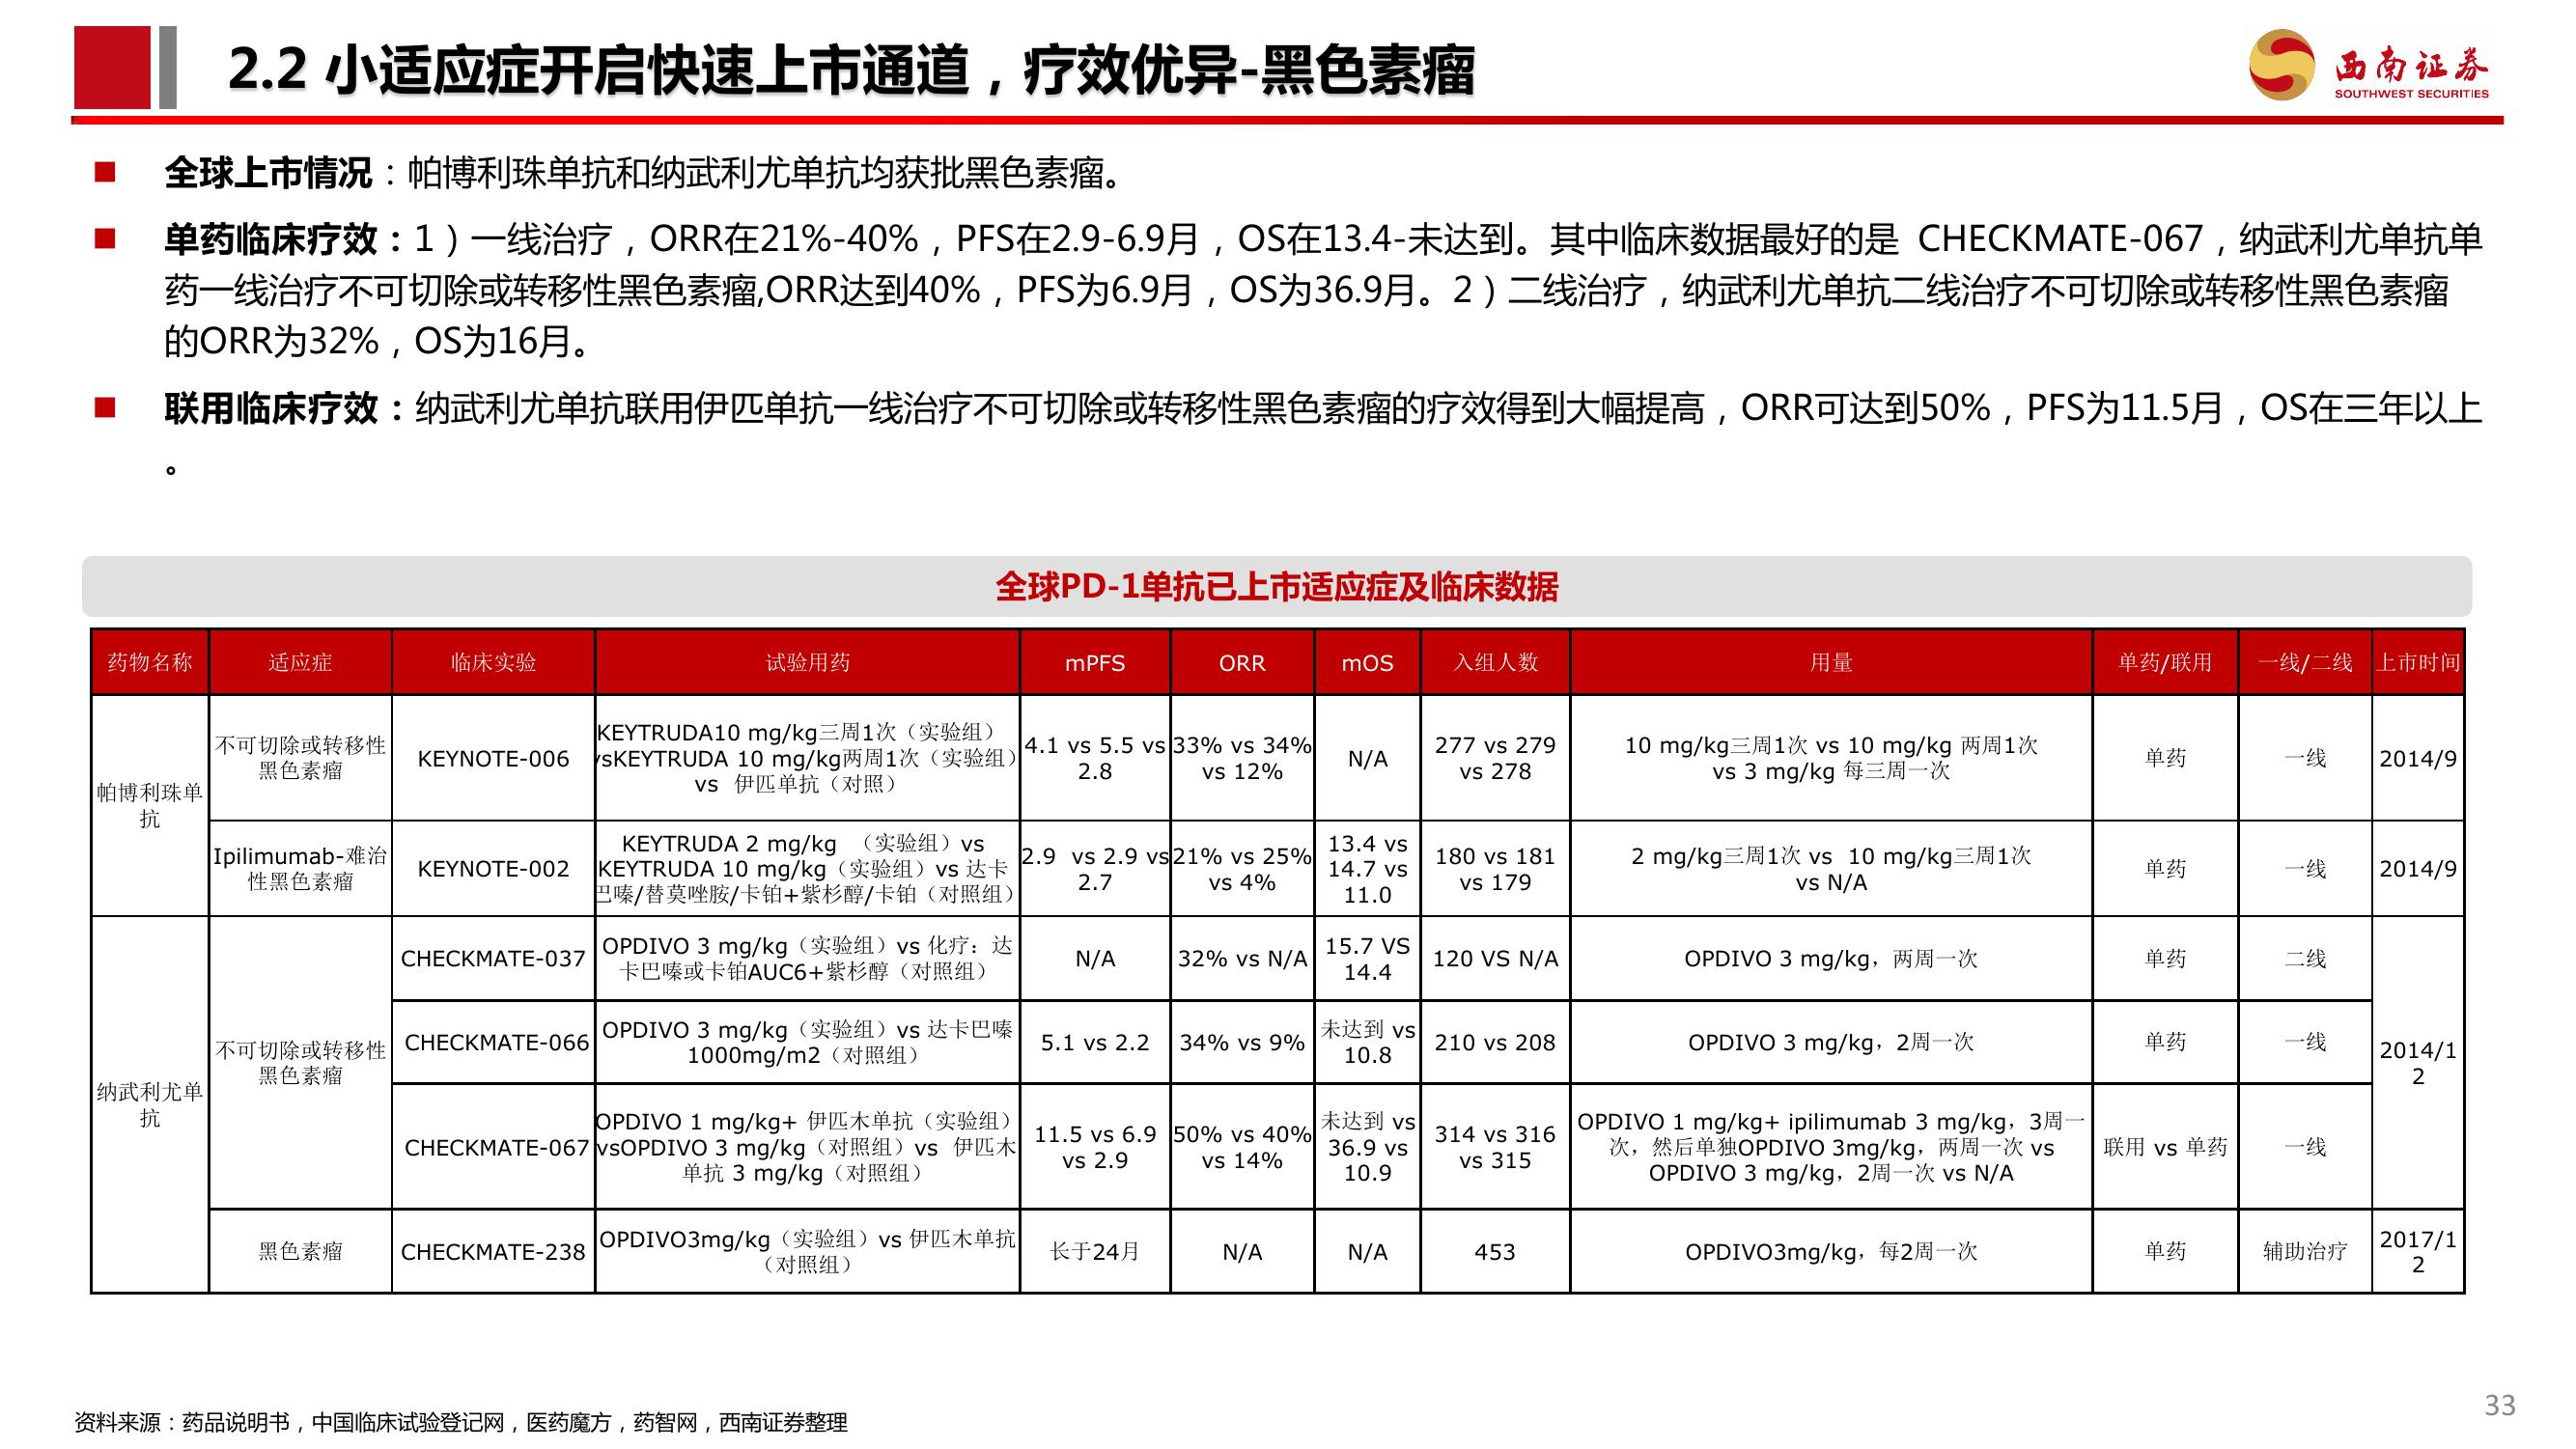 2.2 小适应症开启快速上市通道，疗效优异-黑色素瘤
西南证券
SOUTHWEST SECURITIES
■ 全球上市情况：帕博利珠单抗和纳武利尤单抗均获批黑色素瘤。
■ 单药临床疗效：1）一线治疗，ORR在21%-40%，PFS在2.9-6.9月，OS在13.4-未达到。其中临床数据最好的是 CHECKMATE-067，纳武利尤单抗单
药一线治疗不可切除或转移性黑色素瘤,ORR达到40%，PFS为6.9月，OS为36.9月。2）二线治疗，纳武利尤单抗二线治疗不可切除或转移性黑色素瘤
的ORR为32%，OS为16月。
■ 联用临床疗效：纳武利尤单抗联用伊匹单抗一线治疗不可切除或转移性黑色素瘤的疗效得到大幅提高，ORR可达到50%，PFS为11.5月，OS在三年以上
。
全球PD-1单抗已上市适应症及临床数据
药物名称 适应症 临床实验 试验用药 mPFS ORR mOS 入组人数 用量 单药/联用 一线/二线 上市时间
帕博利珠单
抗
不可切除或转移性
黑色素瘤
KEYNOTE-006
KEYTRUDA10 mg/kg三周1次（实验组）
vsKEYTRUDA 10 mg/kg两周1次（实验组）
vs 伊匹单抗（对照）
4.1 vs 5.5 vs
2.8
33% vs 34%
vs 12%
N/A
277 vs 279
vs 278
10 mg/kg三周1次 vs 10 mg/kg 两周1次
vs 3 mg/kg 每三周一次
单药
一线
2014/9
Ipilimumab-难治
性黑色素瘤
KEYNOTE-002
KEYTRUDA 2 mg/kg （实验组）vs
KEYTRUDA 10 mg/kg（实验组）vs 达卡
巴嗪/替莫唑胺/卡铂+紫杉醇/卡铂（对照组）
2.9 vs 2.9 vs
2.7
21% vs 25%
vs 4%
13.4 vs
14.7 vs
11.0
180 vs 181
vs 179
2 mg/kg三周1次 vs 10 mg/kg三周1次
vs N/A
单药
一线
2014/9
纳武利尤单
抗
不可切除或转移性
黑色素瘤
CHECKMATE-037
OPDIVO 3 mg/kg（实验组）vs 化疗：达
卡巴嗪或卡铂AUC6+紫杉醇（对照组）
N/A
32% vs N/A
15.7 VS
14.4
120 VS N/A
OPDIVO 3 mg/kg，两周一次
单药
二线
2014/1
2
CHECKMATE-066
OPDIVO 3 mg/kg（实验组）vs 达卡巴嗪
1000mg/m2（对照组）
5.1 vs 2.2
34% vs 9%
未达到 vs
10.8
210 vs 208
OPDIVO 3 mg/kg，2周一次
单药
一线
CHECKMATE-067
OPDIVO 1 mg/kg+ 伊匹木单抗（实验组）
vsOPDIVO 3 mg/kg（对照组）vs 伊匹木
单抗 3 mg/kg（对照组）
11.5 vs 6.9
vs 2.9
50% vs 40%
vs 14%
未达到 vs
36.9 vs
10.9
314 vs 316
vs 315
OPDIVO 1 mg/kg+ ipilimumab 3 mg/kg，3周一
次，然后单独OPDIVO 3mg/kg，两周一次 vs
OPDIVO 3 mg/kg，2周一次 vs N/A
联用 vs 单药
一线
黑色素瘤
CHECKMATE-238
OPDIVO3mg/kg（实验组）vs 伊匹木单抗
（对照组）
长于24月
N/A
N/A
453
OPDIVO3mg/kg，每2周一次
单药
辅助治疗
2017/1
2
资料来源：药品说明书，中国临床试验登记网，医药魔方，药智网，西南证券整理
33